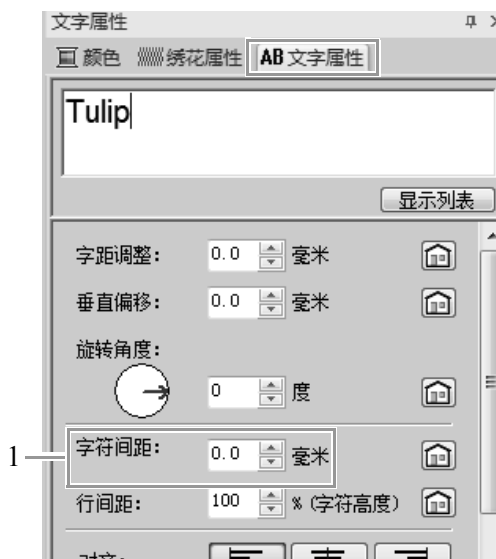 文字属性
颜色 绣花属性 AB 文字属性
Tulip
显示列表
字距调整: 0.0 毫米
垂直偏移: 0.0 毫米
旋转角度:
0 度
1 字符间距: 0.0 毫米
行间距: 100 % (字符高度)
对齐: